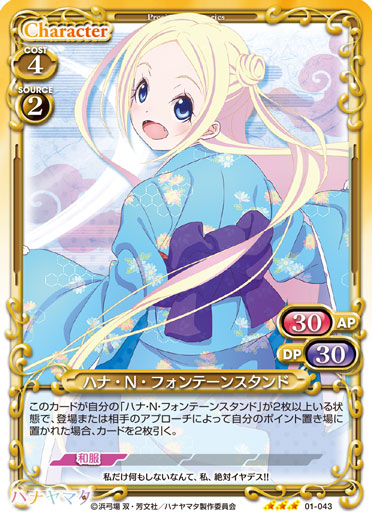 Character
COST
4
SOURCE
2
30 AP
DP 30
ハナ・N・フォンテーンスタンド
このカードが自分の「ハナ・N・フォンテーンスタンド」が2枚以上いる状
態で、登場または相手のアプローチによって自分のポイント置き場に
置かれた場合、カードを2枚引く。
和服
私だけ何もしないなんて、私、絶対イヤデス!!
ハナヤマタ
©浜弓場 双・芳文社/ハナヤマタ製作委員会
01-043